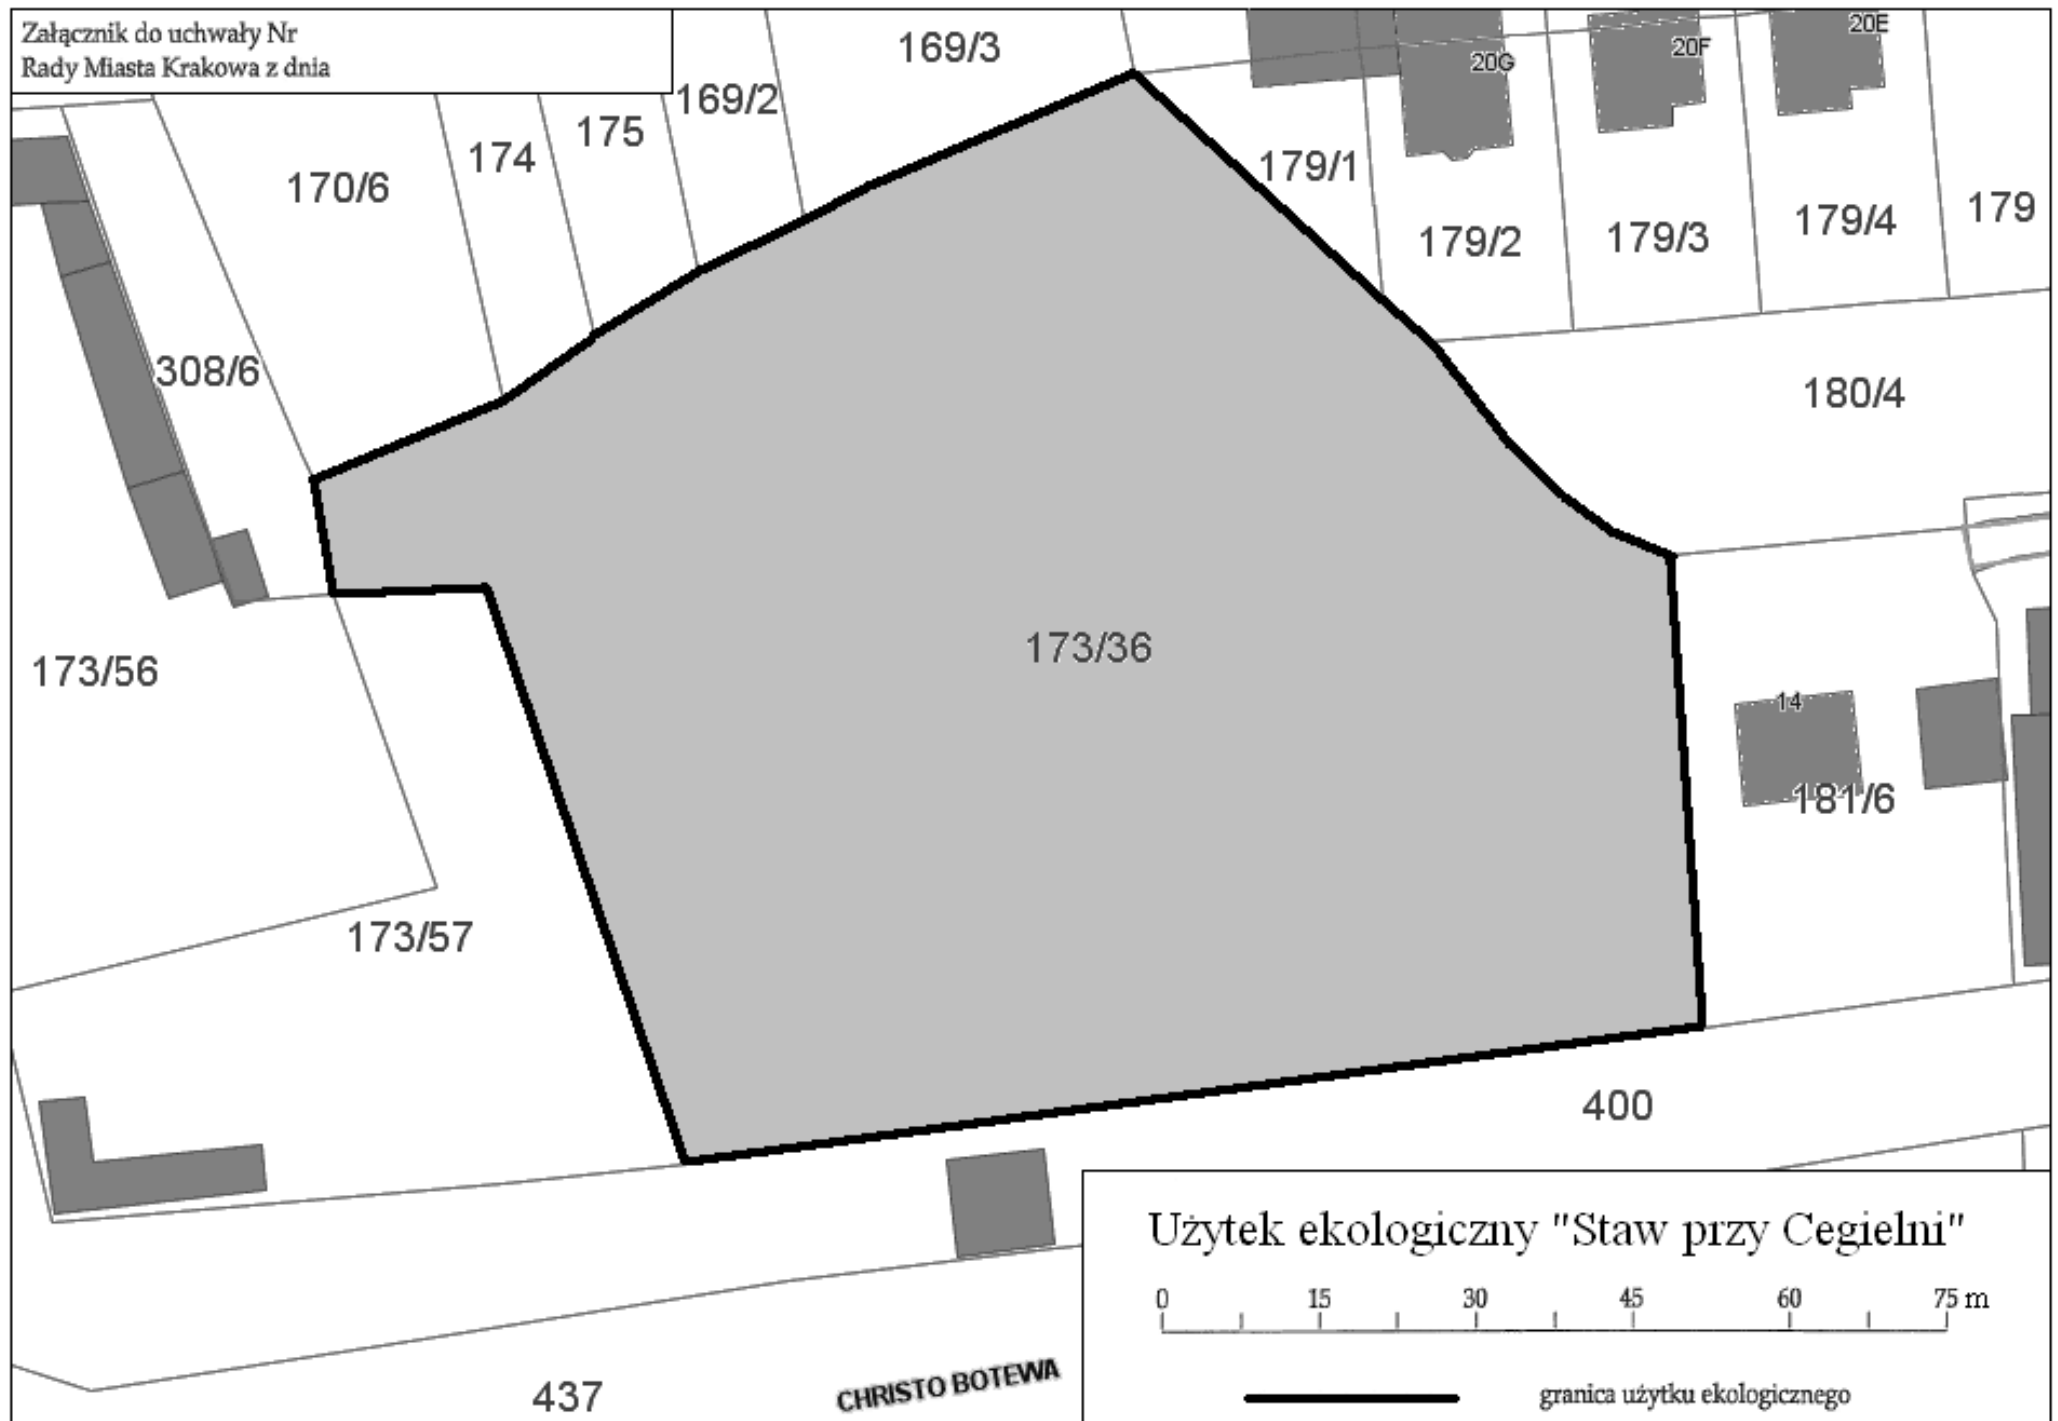 Załącznik do uchwały Nr
Rady Miasta Krakowa z dnia
169/3
20G
20F
20E
169/2
175
174
170/6
179/1
179/2
179/3
179/4
179
308/6
180/4
173/36
173/56
14
181/6
173/57
400
Użytek ekologiczny "Staw przy Cegielni"
0 15 30 45 60 75 m
granica użytku ekologicznego
437
CHRISTO BOTEWA